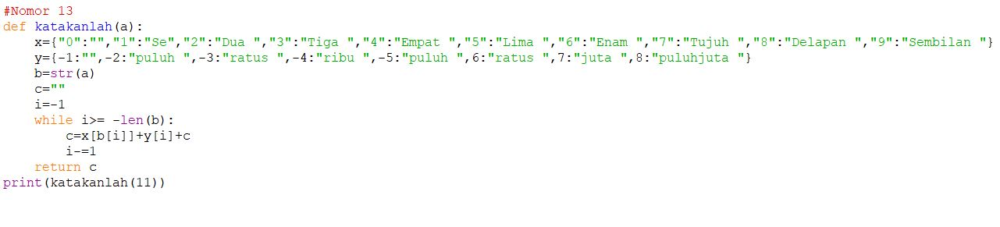 #Nomor 13
def katakanlah(a):
    x={"0":"","1":"Se","2":"Dua ","3":"Tiga ","4":"Empat ","5":"Lima ","6":"Enam ","7":"Tujuh ","8":"Delapan ","9":"Sembilan "}
    y={-1:"",-2:"puluh ",-3:"ratus ",-4:"ribu ",-5:"puluh ",6:"ratus ",7:"juta ",8:"puluhjuta "}
    b=str(a)
    c=""
    i=-1
    while i>= -len(b):
        c=x[b[i]]+y[i]+c
        i-=1
    return c
print(katakanlah(11))